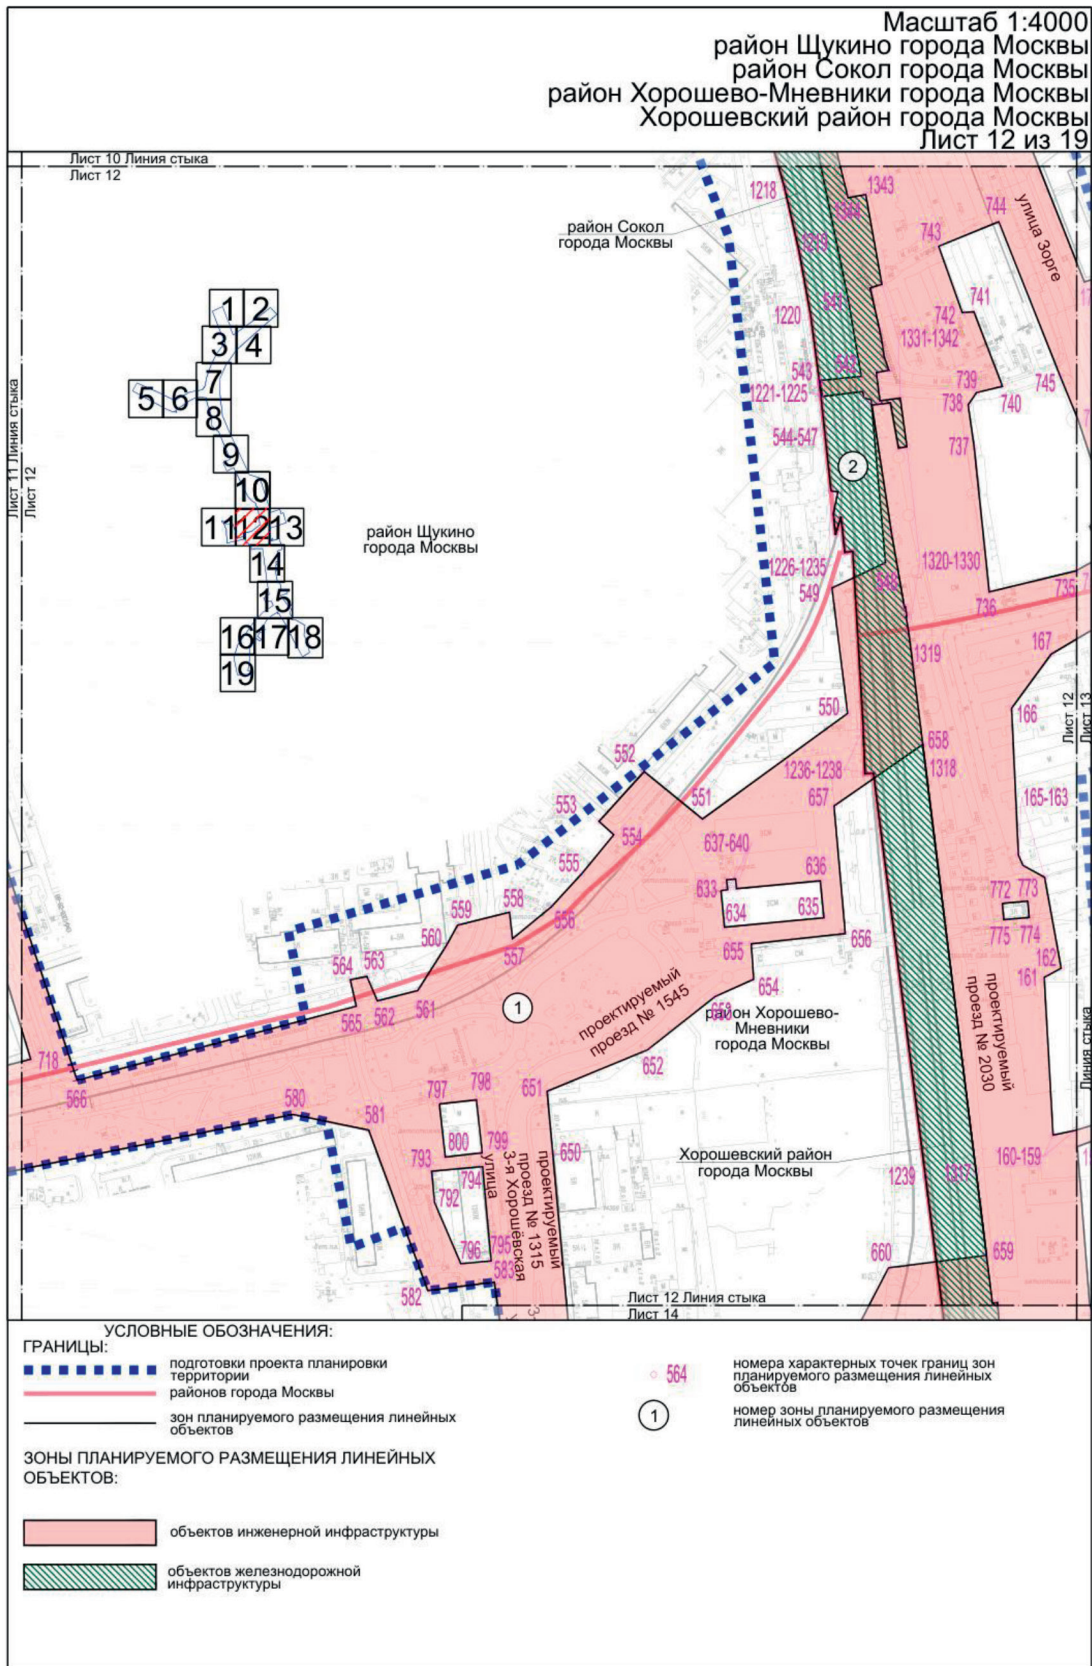 Масштаб 1:4000
район Щукино города Москвы
район Сокол города Москвы
район Хорошево-Мневники города Москвы
Хорошевский район города Москвы
Лист 12 из 19
Лист 10 Линия стыка
Лист 12
Лист 11 Линия стыка
Лист 12
район Сокол
города Москвы
1218
1219
1220
541
542
543
1221-1225
544-547
1344
1343
743
744
улица Зорге
742
741
1331-1342
739
738
740
745
737
2
1 2
3 4
7
5 6
8
9
10
11 12 13
14
15
16 17 18
19
район Щукино
города Москвы
1226-1235
549
548
1320-1330
736
735
1319
167
166
550
658
1318
1236-1238
657
165-163
Лист 12
Лист 13
Линия стыка
552
553
551
554
555
637-640
633
634
636
635
772
773
775
774
558
559
556
560
557
564
563
565
562
561
655
656
654
162
161
718
566
1
проектируемый
проезд № 1545
район Хорошево-
Мневники
города Москвы
652
проектируемый
проезд № 2030
580
581
797
798
651
800
799
793
794
792
650
796
795
583
582
улица
3-я Хорошёвская
проектируемый
проезд № 1315
Хорошевский район
города Москвы
1239
1317
160-159
660
659
Лист 12 Линия стыка
Лист 14
УСЛОВНЫЕ ОБОЗНАЧЕНИЯ:
ГРАНИЦЫ:
подготовки проекта планировки
территории
районов города Москвы
зон планируемого размещения линейных
объектов
564
номера характерных точек границ зон
планируемого размещения линейных
объектов
1
номер зоны планируемого размещения
линейных объектов
ЗОНЫ ПЛАНИРУЕМОГО РАЗМЕЩЕНИЯ ЛИНЕЙНЫХ
ОБЪЕКТОВ:
объектов инженерной инфраструктуры
объектов железнодорожной
инфраструктуры